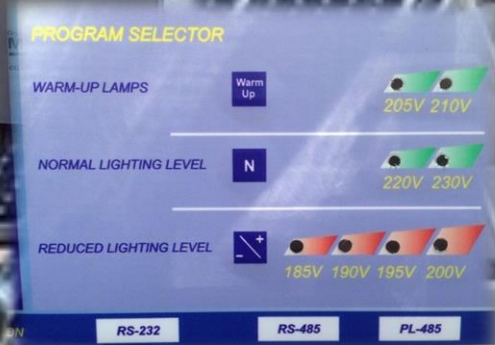 PROGRAM SELECTOR
WARM-UP LAMPS
Warm
Up
205V 210V
NORMAL LIGHTING LEVEL
N
220V 230V
REDUCED LIGHTING LEVEL
- +
185V 190V 195V 200V
ON
RS-232
RS-485
PL-485